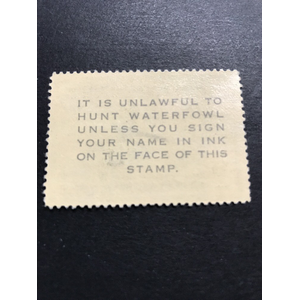 IT IS UNLAWFUL TO
HUNT WATERFOWL
UNLESS YOU SIGN
YOUR NAME IN INK
ON THE FACE OF THIS
STAMP.